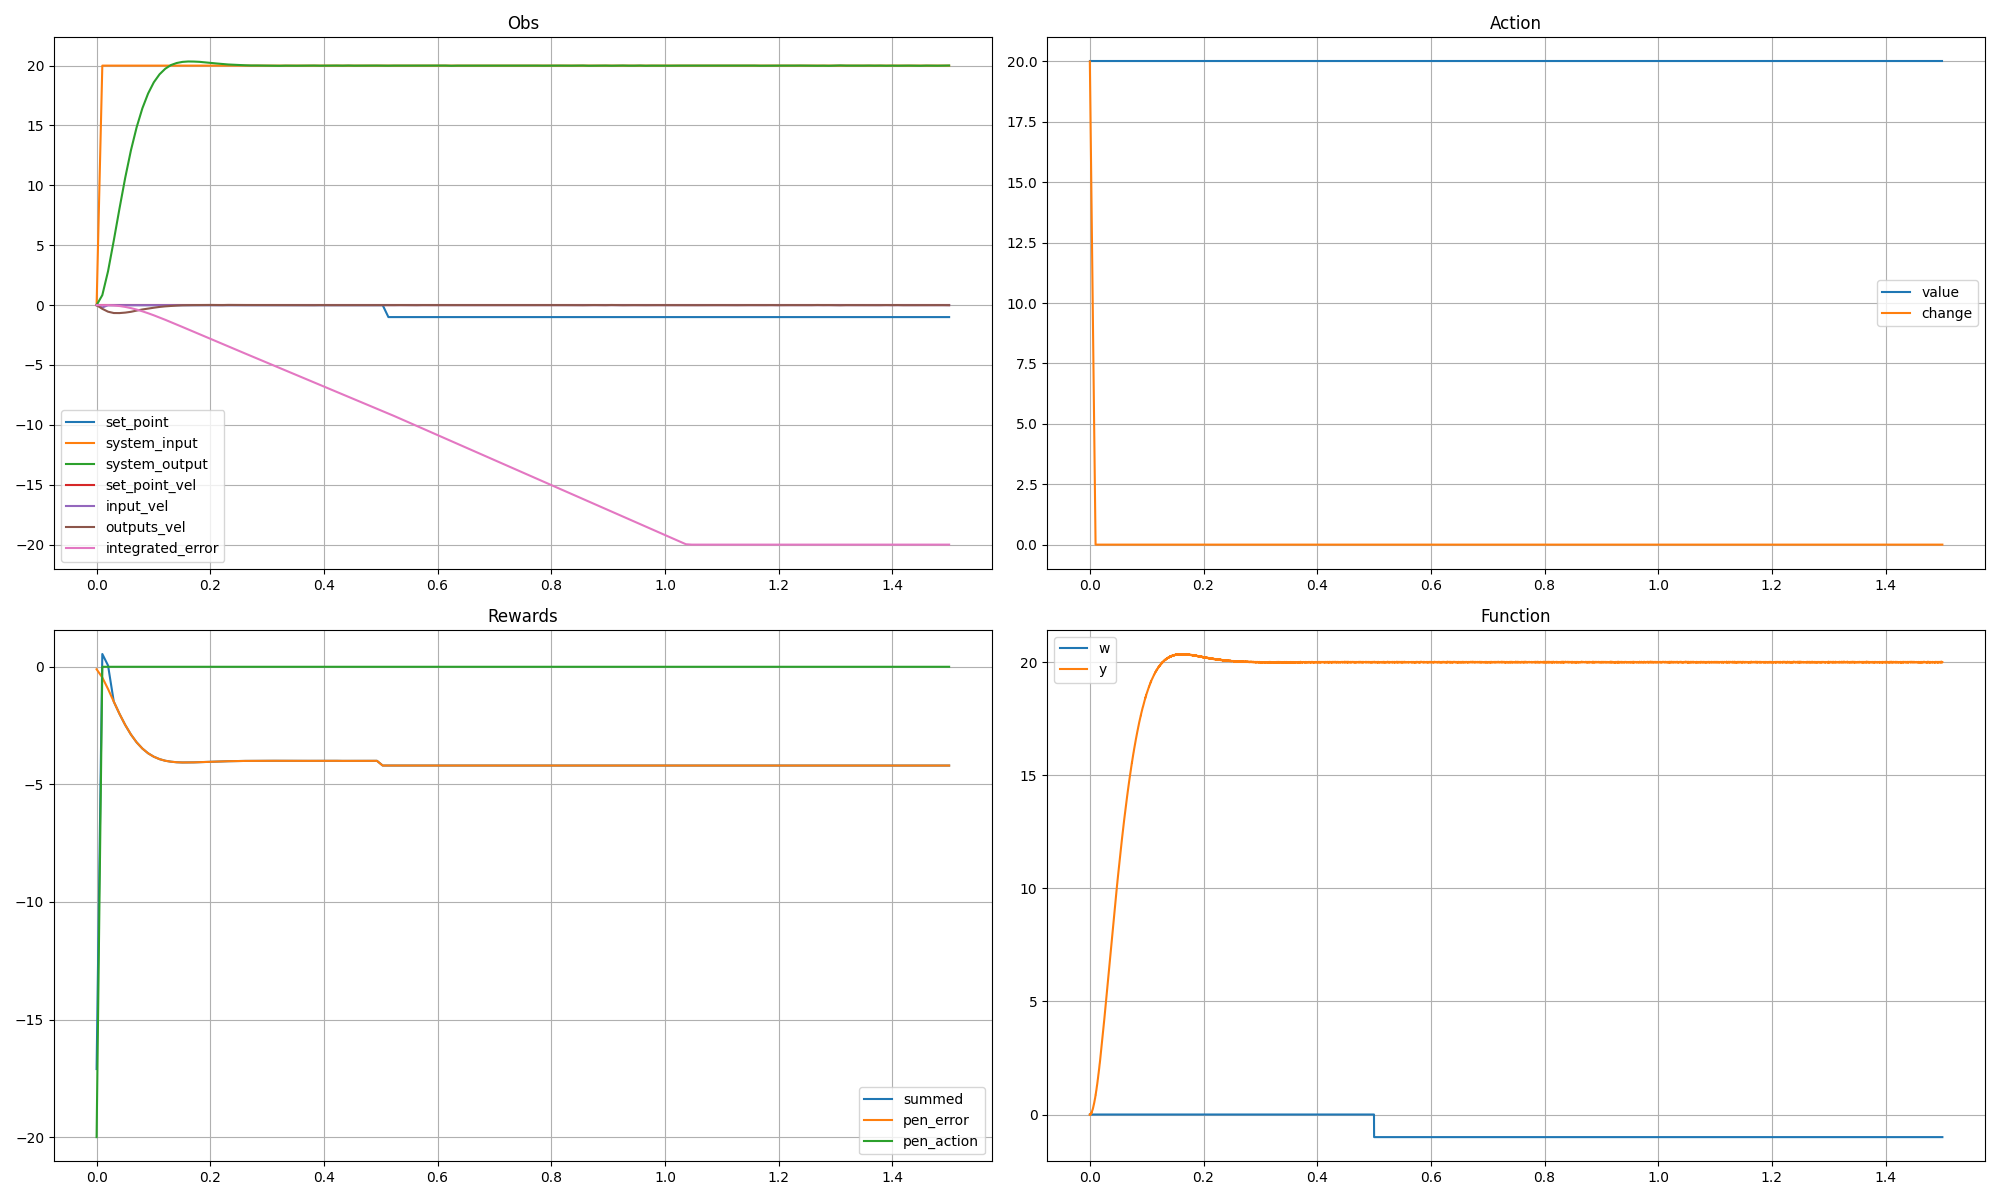 Obs
20
15
10
5
0
−5
−10
−15
−20
set_point
system_input
system_output
set_point_vel
input_vel
outputs_vel
integrated_error
0.0 0.2 0.4 0.6 0.8 1.0 1.2 1.4
Action
20.0
17.5
15.0
12.5
10.0
7.5
5.0
2.5
0.0
value
change
0.0 0.2 0.4 0.6 0.8 1.0 1.2 1.4
Rewards
0
−5
−10
−15
−20
summed
pen_error
pen_action
0.0 0.2 0.4 0.6 0.8 1.0 1.2 1.4
Function
w
y
20
15
10
5
0
0.0 0.2 0.4 0.6 0.8 1.0 1.2 1.4